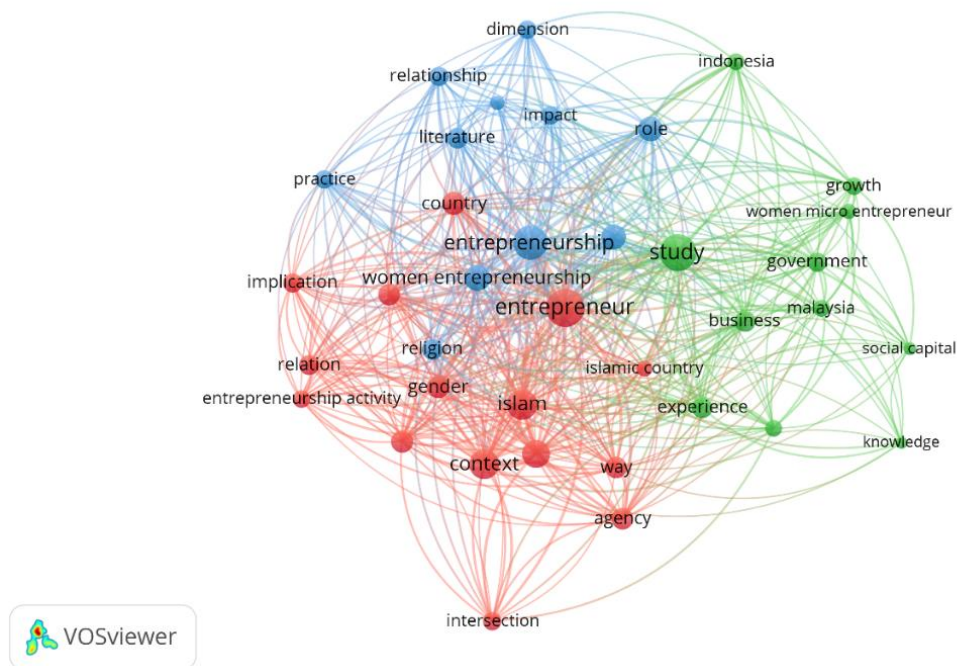 dimension
indonesia
relationship
impact
role
literature
practice
growth
country
women micro entrepreneur
entrepreneurship
study
government
women entrepreneurship
implication
entrepreneur
malaysia
business
religion
social capital
relation
islamic country
gender
entrepreneurship activity
islam
experience
knowledge
context
way
agency
intersection
VOSviewer